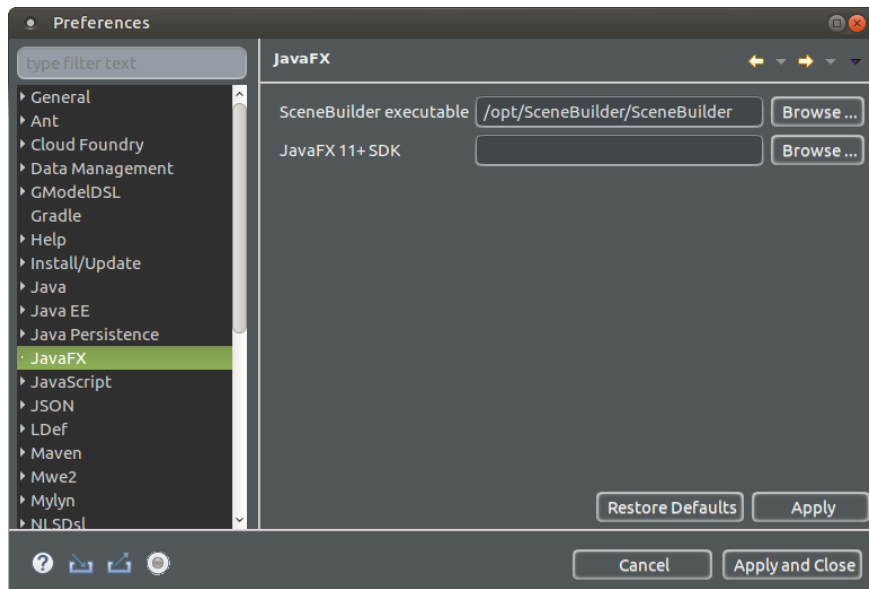 Preferences
type filter text
JavaFX
General
Ant
Cloud Foundry
Data Management
GModelDSL
Gradle
Help
Install/Update
Java
Java EE
Java Persistence
JavaFX
JavaScript
JSON
LDef
Maven
Mwe2
Mylyn
NLSDsl
SceneBuilder executable /opt/SceneBuilder/SceneBuilder Browse ...
JavaFX 11+ SDK Browse ...
Restore Defaults Apply
Cancel Apply and Close